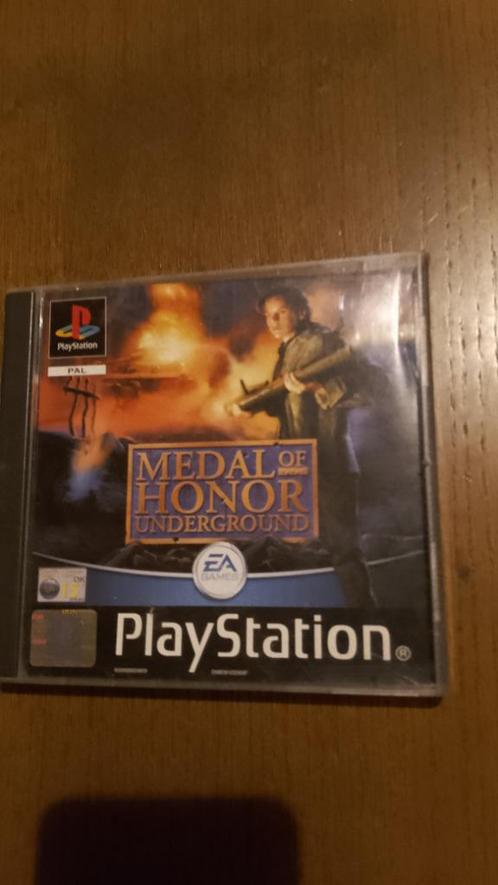 PlayStation
PAL
MEDAL OF
HONOR
UNDERGROUND
EA
GAMES
PlayStation®